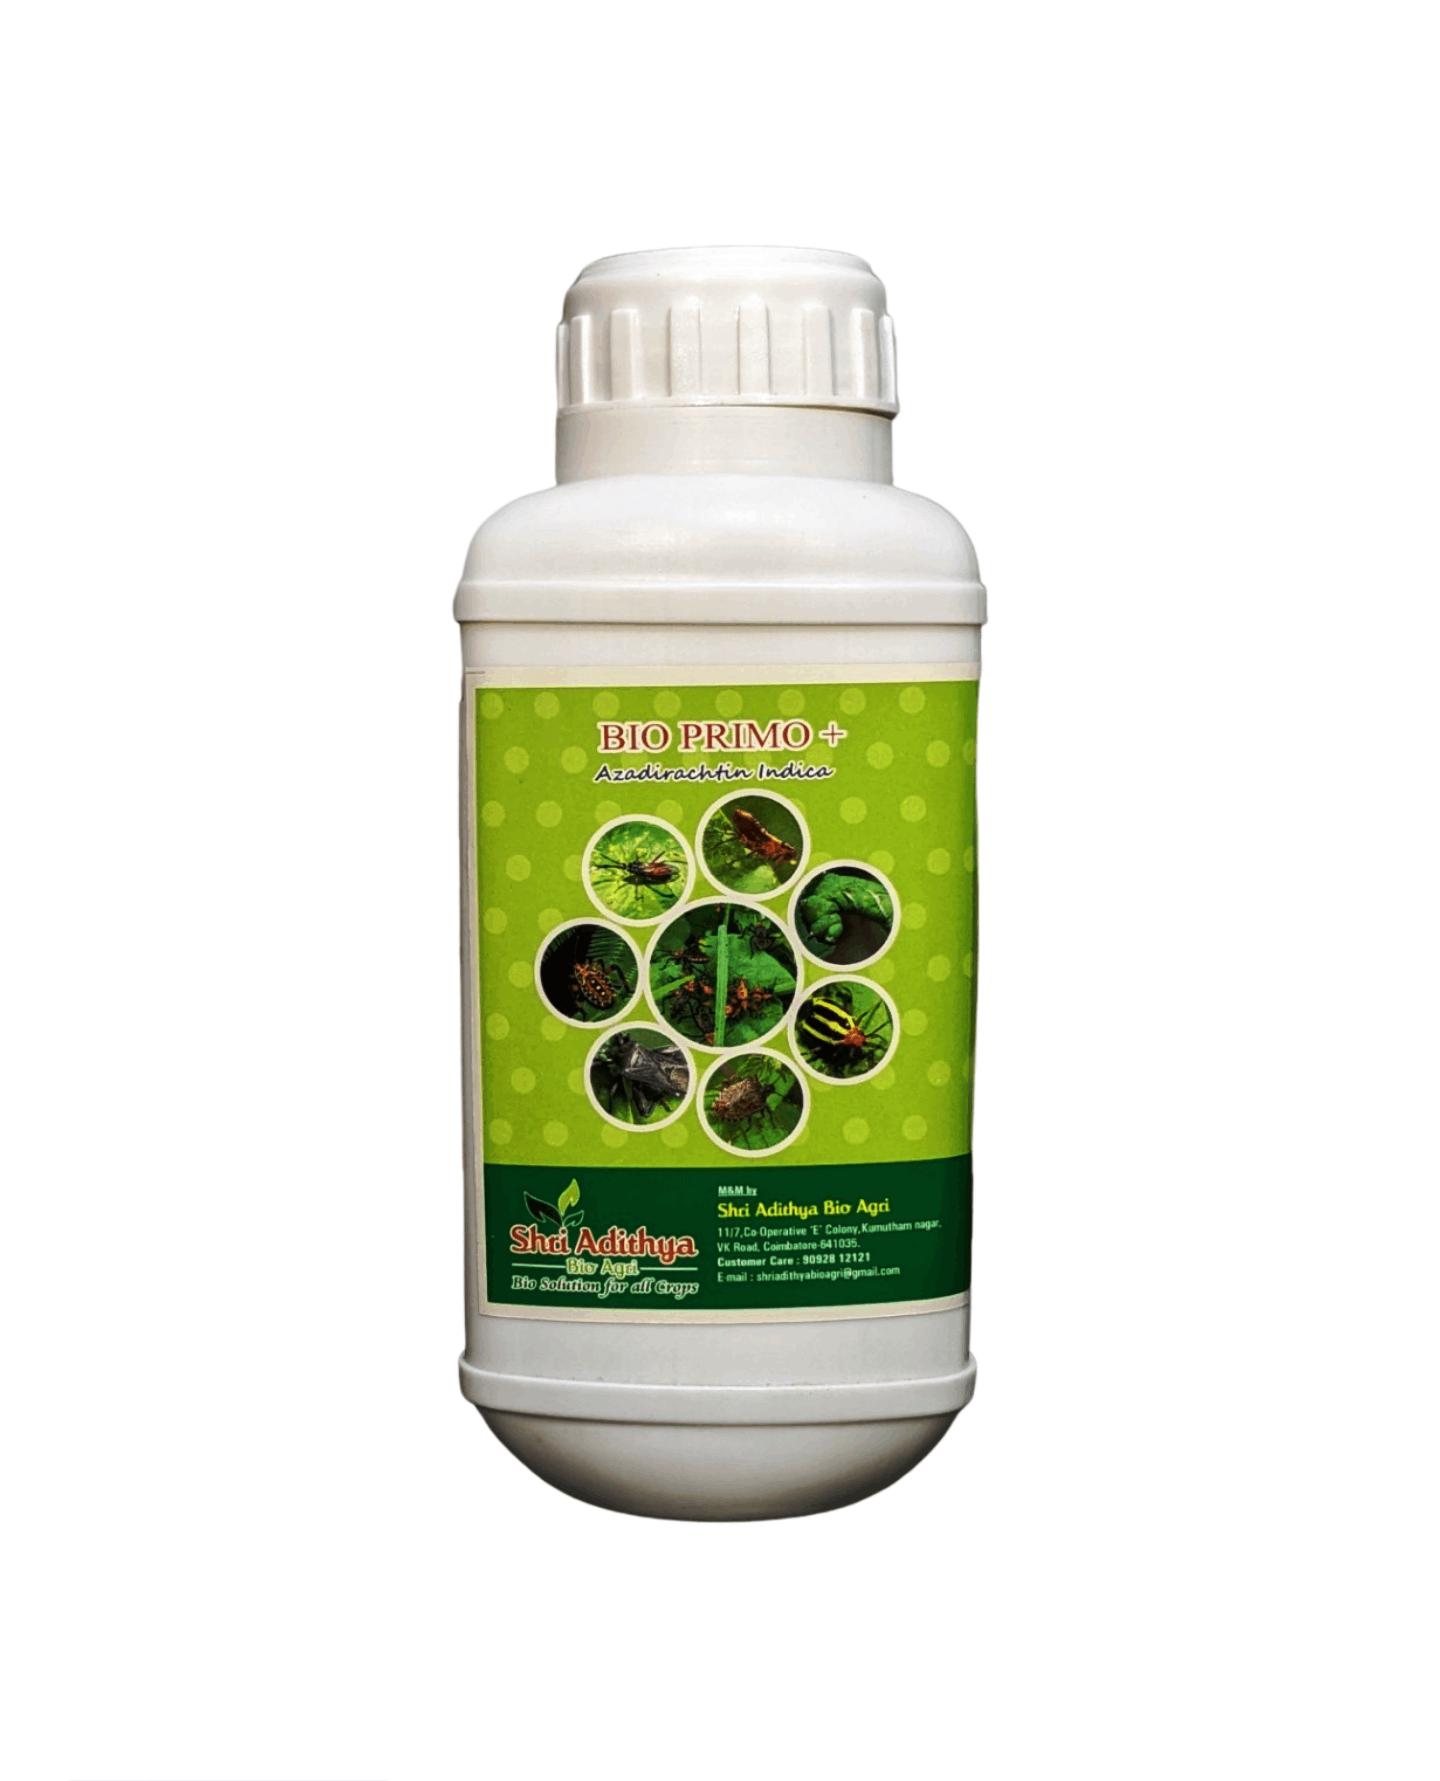 BIO PRIMO +
Azadirachtin Indica
Shri Adithya
Bio Agri
Bio Solution for all Crops
M&M by
Shri Adithya Bio Agri
11/7,Co-Operative "E" Colony,Kumutham nagar,
VK Road, Coimbatore-641035.
Customer Care : 90928 12121
E-mail : shriadithyabioagri@gmail.com